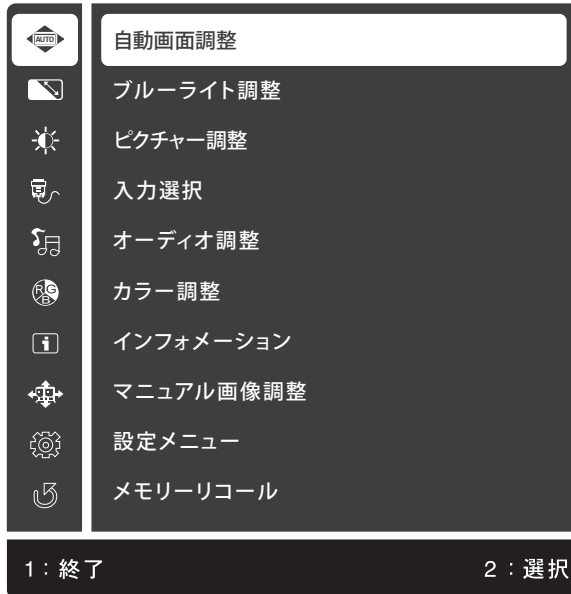 AUTO
自動画面調整
ブルーライト調整
ピクチャー調整
入力選択
オーディオ調整
RGB
カラー調整
i
インフォメーション
マニュアル画像調整
設定メニュー
メモリーリコール
1：終了
2：選択